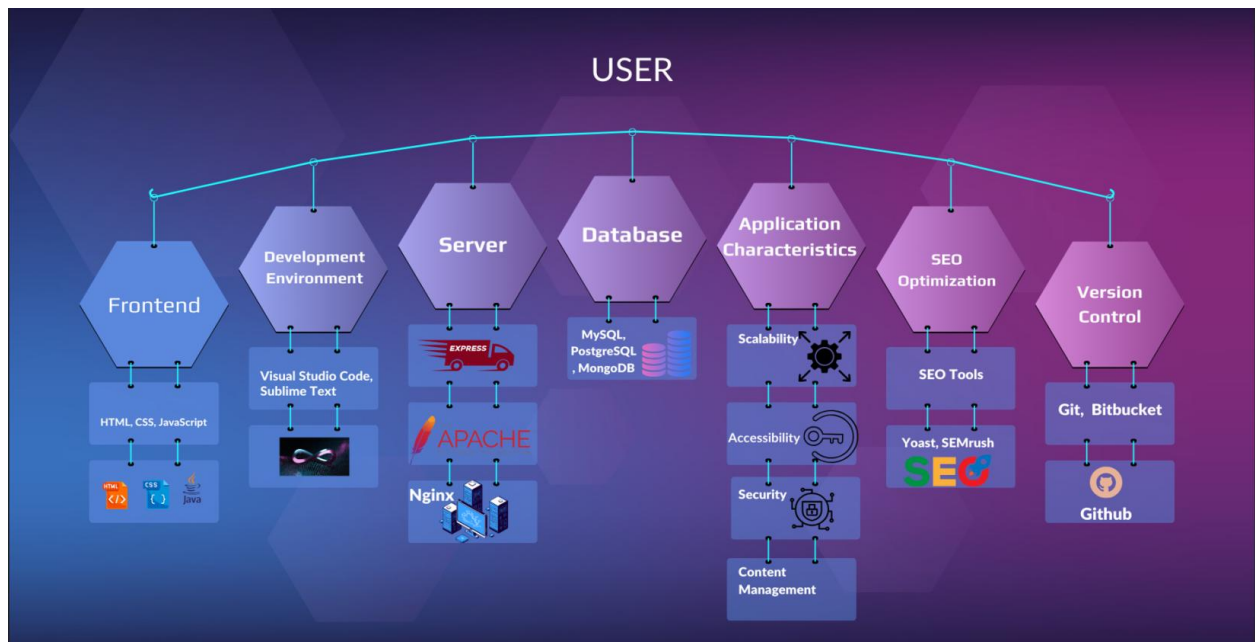 USER
Frontend
HTML, CSS, JavaScript
HTML
</>
CSS
{ }
Java
Development
Environment
Visual Studio Code,
Sublime Text
Server
EXPRESS
APACHE
Nginx
Database
MySQL,
PostgreSQL
, MongoDB
Application
Characteristics
Scalability
Accessibility
Security
Content
Management
SEO
Optimization
SEO Tools
Yoast, SEMrush
SEO
Version
Control
Git, Bitbucket
Github